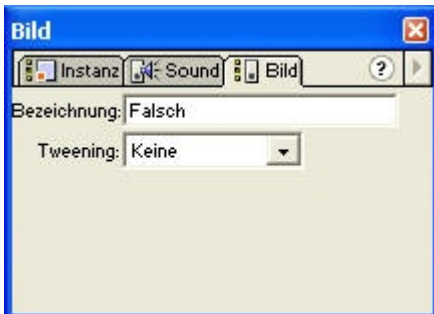 Bild
Instanz Sound Bild ?
Bezeichnung: Falsch
Tweening: Keine